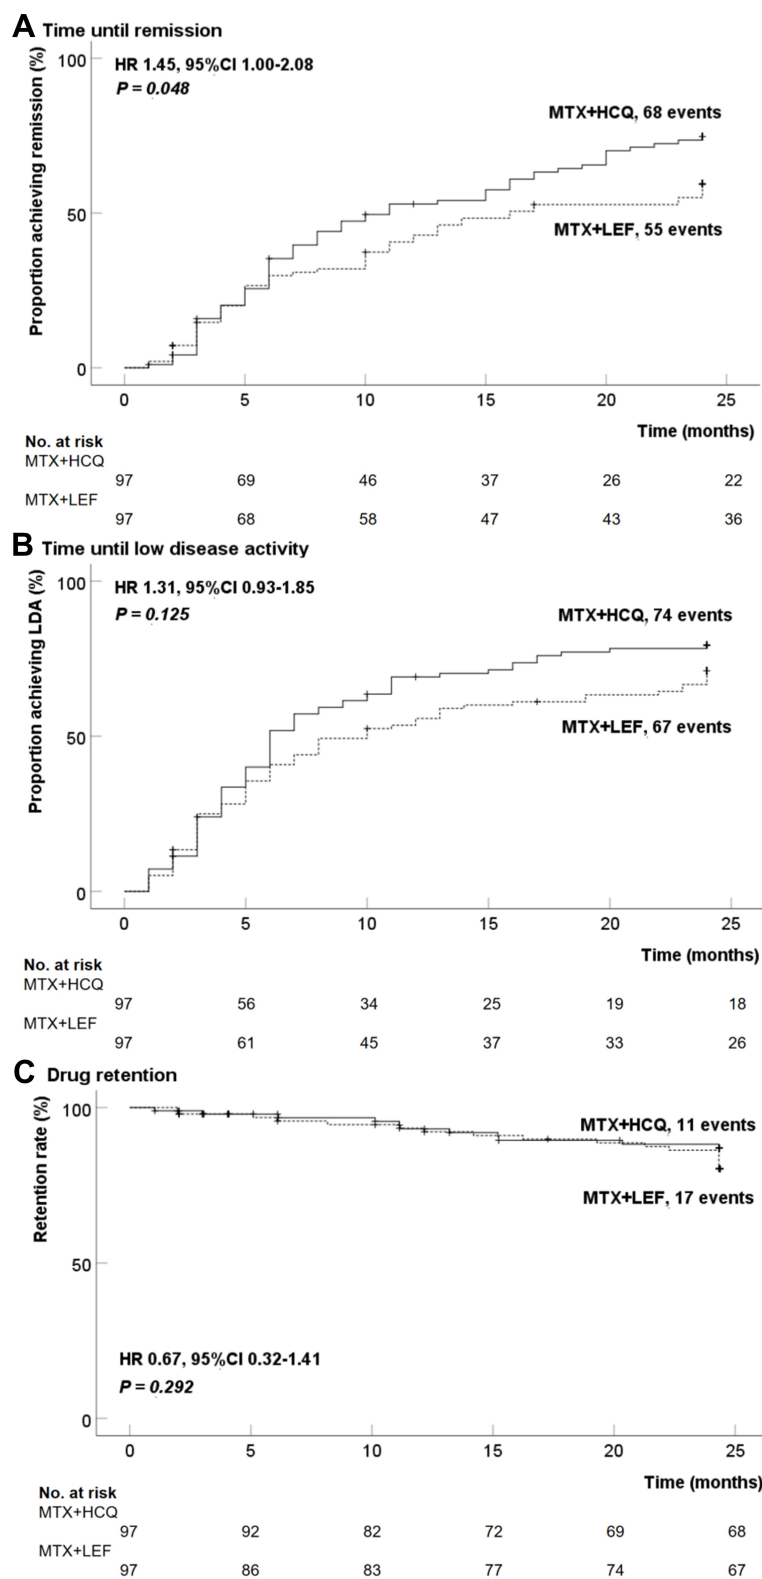 A Time until remission
HR 1.45, 95%CI 1.00-2.08
P = 0.048
Proportion achieving remission (%)
100
50
0
MTX+HCQ, 68 events
MTX+LEF, 55 events
0 5 10 15 20 25
Time (months)
No. at risk
MTX+HCQ
97 69 46 37 26 22
MTX+LEF
97 68 58 47 43 36
B Time until low disease activity
HR 1.31, 95%CI 0.93-1.85
P = 0.125
Proportion achieving LDA (%)
100
50
0
MTX+HCQ, 74 events
MTX+LEF, 67 events
0 5 10 15 20 25
Time (months)
No. at risk
MTX+HCQ
97 56 34 25 19 18
MTX+LEF
97 61 45 37 33 26
C Drug retention
Retention rate (%)
100
50
0
MTX+HCQ, 11 events
MTX+LEF, 17 events
HR 0.67, 95%CI 0.32-1.41
P = 0.292
0 5 10 15 20 25
Time (months)
No. at risk
MTX+HCQ
97 92 82 72 69 68
MTX+LEF
97 86 83 77 74 67